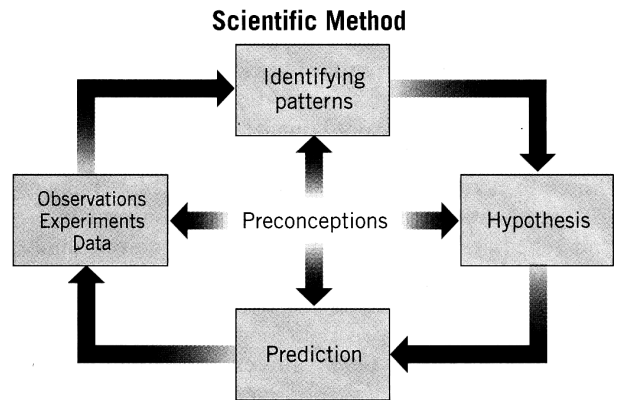 Scientific Method
Identifying
patterns
Observations
Experiments
Data
Preconceptions
Hypothesis
Prediction